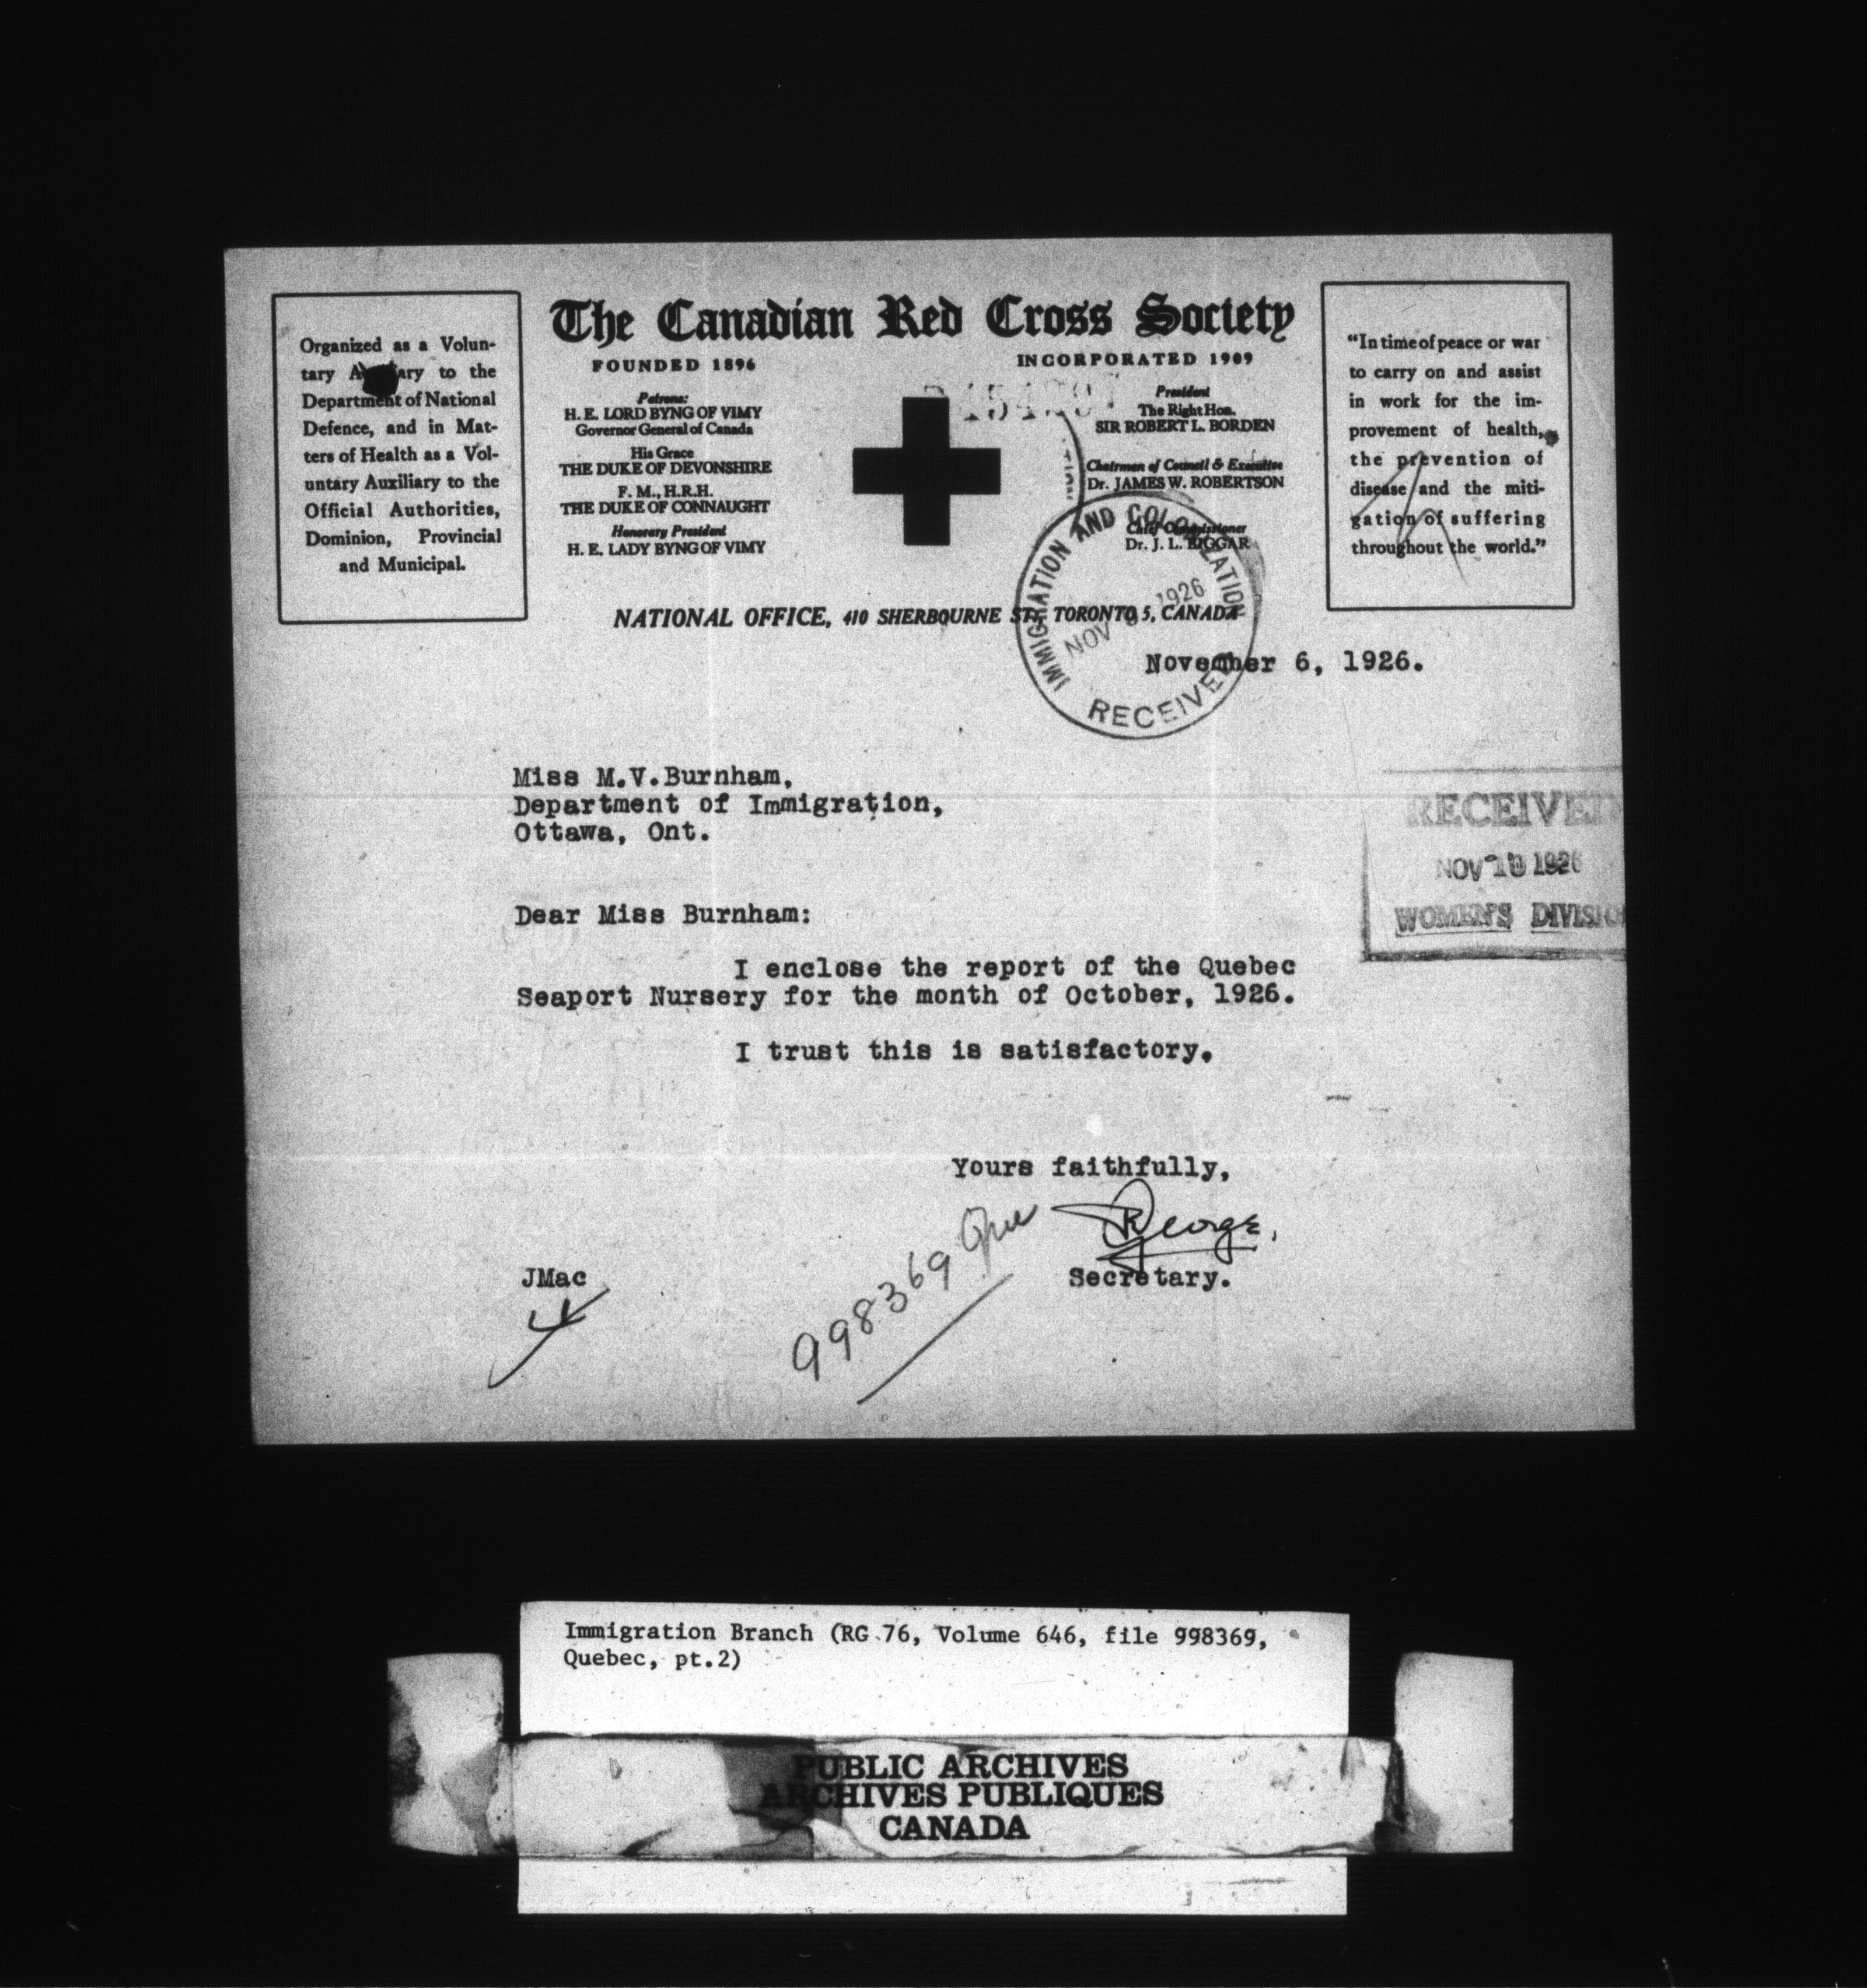 The Canadian Red Cross Society
FOUNDED 1896
INCORPORATED 1909
Organized as a Volun-
tary A ary to the
Department of National
Defence, and in Mat-
ters of Health as a Vol-
untary Auxiliary to the
Official Authorities,
Dominion, Provincial
and Municipal.
Patrons:
H. E. LORD BYNG OF VIMY
Governor General of Canada
His Grace
THE DUKE OF DEVONSHIRE
F. M., H.R.H.
THE DUKE OF CONNAUGHT
Honorary President
H. E. LADY BYNG OF VIMY
President
The Right Hon.
SIR ROBERT L. BORDEN
Chairman of Council & Executive
Dr. JAMES W. ROBERTSON
Chief Commissioner
Dr. J. L. BIGGAR
"In time of peace or war
to carry on and assist
in work for the im-
provement of health,
the prevention of
disease and the miti-
gation of suffering
throughout the world."
NATIONAL OFFICE, 410 SHERBOURNE ST., TORONTO 5, CANADA
IMMIGRATION AND COLONIZATION
NOV 1926
RECEIVED
November 6, 1926.
Miss M.V.Burnham,
Department of Immigration,
Ottawa, Ont.
RECEIVED
NOV 10 1926
WOMEN'S DIVISIO
Dear Miss Burnham:
I enclose the report of the Quebec
Seaport Nursery for the month of October, 1926.
I trust this is satisfactory.
Yours faithfully,
George.
Secretary.
JMac
998369 Que
Immigration Branch (RG 76, Volume 646, file 998369,
Quebec, pt.2)
PUBLIC ARCHIVES
ARCHIVES PUBLIQUES
CANADA